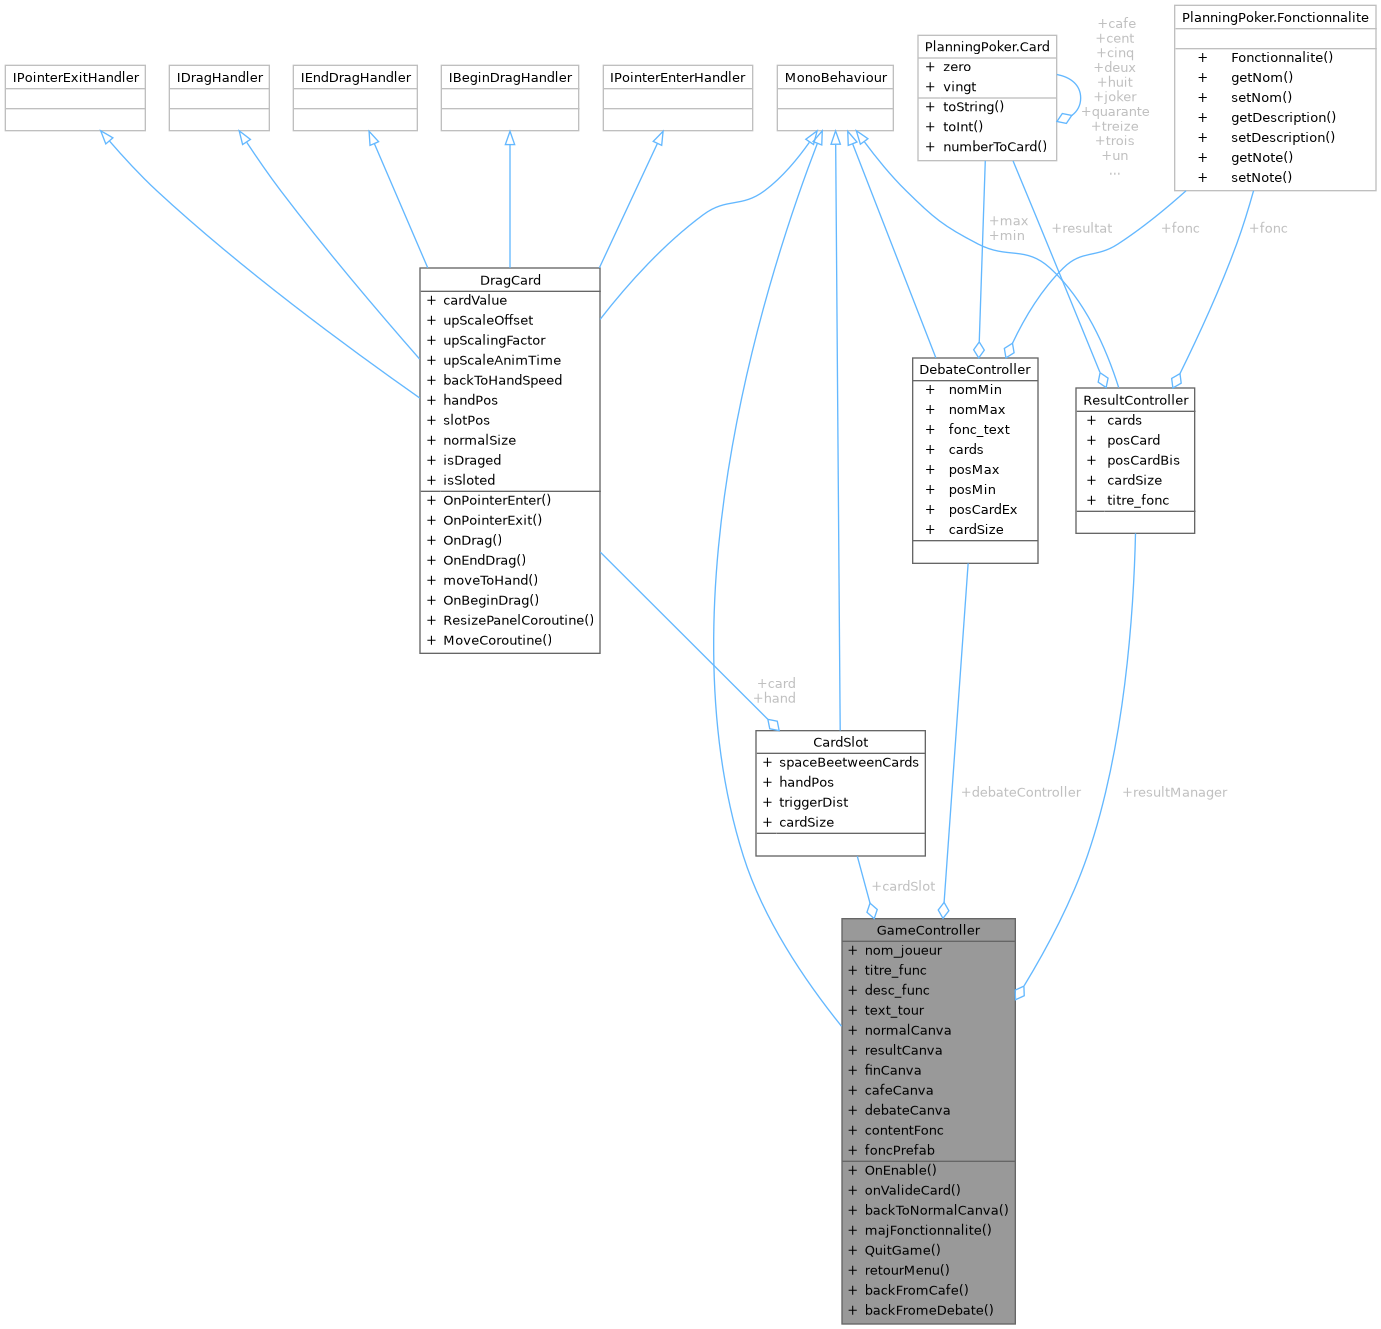 IPointerExitHandler
IDragHandler
IEndDragHandler
IBeginDragHandler
IPointerEnterHandler
MonoBehaviour
PlanningPoker.Card
+ zero
+ vingt
+ toString()
+ toInt()
+ numberToCard()
+cafe
+cent
+cinq
+deux
+huit
+joker
+quarante
+treize
+trois
+un
...
PlanningPoker.Fonctionnalite
+ Fonctionnalite()
+ getNom()
+ setNom()
+ getDescription()
+ setDescription()
+ getNote()
+ setNote()
+max
+min
+resultat
+fonc
+fonc
DragCard
+ cardValue
+ upScaleOffset
+ upScalingFactor
+ upScaleAnimTime
+ backToHandSpeed
+ handPos
+ slotPos
+ normalSize
+ isDraged
+ isSloted
+ OnPointerEnter()
+ OnPointerExit()
+ OnDrag()
+ OnEndDrag()
+ moveToHand()
+ OnBeginDrag()
+ ResizePanelCoroutine()
+ MoveCoroutine()
DebateController
+ nomMin
+ nomMax
+ fonc_text
+ cards
+ posMax
+ posMin
+ posCardEx
+ cardSize
ResultController
+ cards
+ posCard
+ posCardBis
+ cardSize
+ titre_fonc
+card
+hand
CardSlot
+ spaceBeetweenCards
+ handPos
+ triggerDist
+ cardSize
+debateController
+resultManager
+cardSlot
GameController
+ nom_joueur
+ titre_func
+ desc_func
+ text_tour
+ normalCanva
+ resultCanva
+ finCanva
+ cafeCanva
+ debateCanva
+ contentFonc
+ foncPrefab
+ OnEnable()
+ onValideCard()
+ backToNormalCanva()
+ majFonctionnalite()
+ QuitGame()
+ retourMenu()
+ backFromCafe()
+ backFromeDebate()